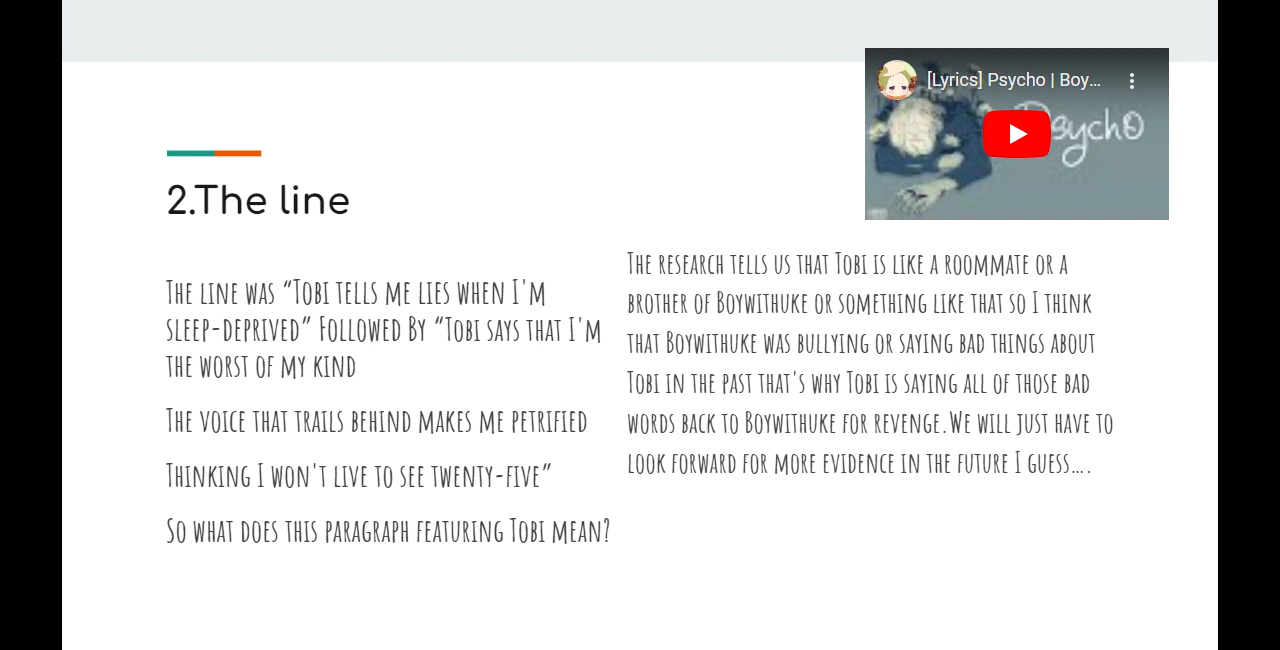 [Lyrics] Psycho | Boy...
Psycho
2.The line
The line was “Tobi tells me lies when I'm
sleep-deprived” Followed By “Tobi says that I'm
the worst of my kind
The voice that trails behind makes me petrified
Thinking I won't live to see twenty-five”
So what does this paragraph featuring Tobi mean?
The research tells us that Tobi is like a roommate or a
brother of Boywithuke or something like that so I think
that Boywithuke was bullying or saying bad things about
Tobi in the past that's why Tobi is saying all of those bad
words back to Boywithuke for revenge.We will just have to
look forward for more evidence in the future I guess....